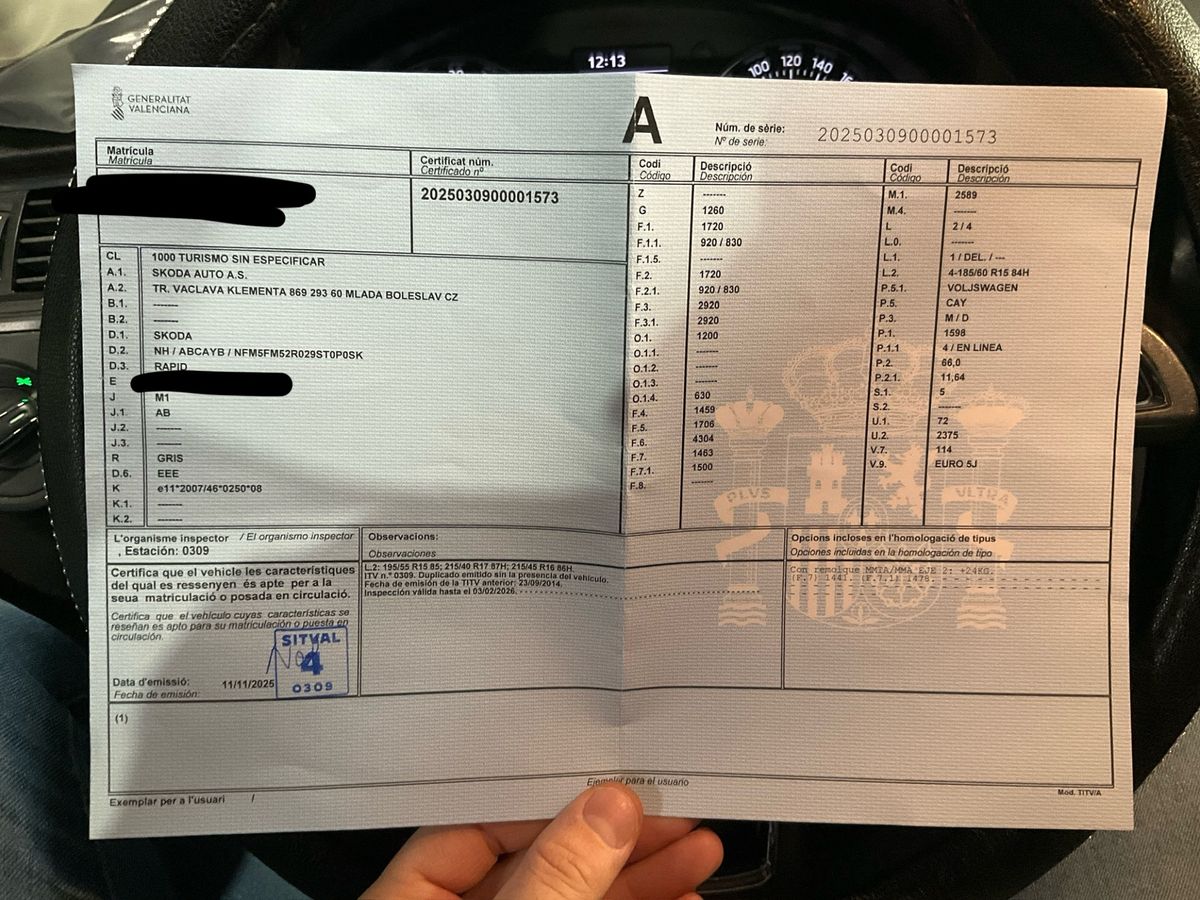 12:13
100 120 140
GENERALITAT
VALENCIANA
A
Núm. de sèrie:
Nº de serie:
2025030900001573
Matrícula
Matrícula
Certificat núm.
Certificado nº
2025030900001573
CL 1000 TURISMO SIN ESPECIFICAR
A.1. SKODA AUTO A.S.
A.2. TR. VACLAVA KLEMENTA 869 293 60 MLADA BOLESLAV CZ
B.1. ------
B.2. ------
D.1 SKODA
D.2 NH / ABCAYB / NFM5FM52R029ST0P0SK
D.3 RAPID
E
J M1
J.1 AB
J.2. ------
J.3. ------
R GRIS
D.6. EEE
K e11*2007/46*0250*08
K.1. ------
K.2. ------
Codi Descripció
Código Descripción
Z ------
G 1260
F.1. 1720
F.1.1. 920 / 830
F.1.5. ------
F.2. 1720
F.2.1. 920 / 830
F.3. 2920
F.3.1. 2920
O.1. 1200
O.1.1. ------
O.1.2. ------
O.1.3. ------
O.1.4. 630
F.4. 1459
F.5. 1706
F.6. 4304
F.7. 1463
F.7.1. 1500
F.8. ------
Codi Descripció
Código Descripción
M.1. 2589
M.4. ------
L 2 / 4
L.0. ------
L.1. 1 / DEL. / ---
L.2. 4-185/60 R15 84H
P.5.1. VOLJSWAGEN
P.5. CAY
P.3. M / D
P.1. 1598
P.1.1 4 / EN LINEA
P.2. 66,0
P.2.1. 11,64
S.1. 5
S.2. ------
U.1. 72
U.2. 2375
V.7. 114
V.9. EURO 5J
PLVS VLTRA
L'organisme inspector / El organismo inspector
, Estación: 0309
Certifica que el vehicle les característiques
del qual es ressenyen és apte per a la
seua matriculació o posada en circulació.
Certifica que el vehículo cuyas características se
reseñan es apto para su matriculación o puesta en
circulación.
SITVAL
4
0309
Data d'emissió: 11/11/2025
Fecha de emisión:
Observacions:
Observaciones
L.2: 195/55 R15 85; 215/40 R17 87H; 215/45 R16 86H.
ITV n.º 0309. Duplicado emitido sin la presencia del vehículo.
Fecha de emisión de la TITV anterior: 23/09/2014.
Inspección válida hasta el 03/02/2026.
Opcions incloses en l'homologació de tipus
Opciones incluidas en la homologación de tipo
Con remolque MMTA/MMA EJE 2: +24KG.
(F.7) 1441. (F.7.1) 1478.
(1)
Exemplar per a l'usuari /
Ejemplar para el usuario
Mod. TITV/A